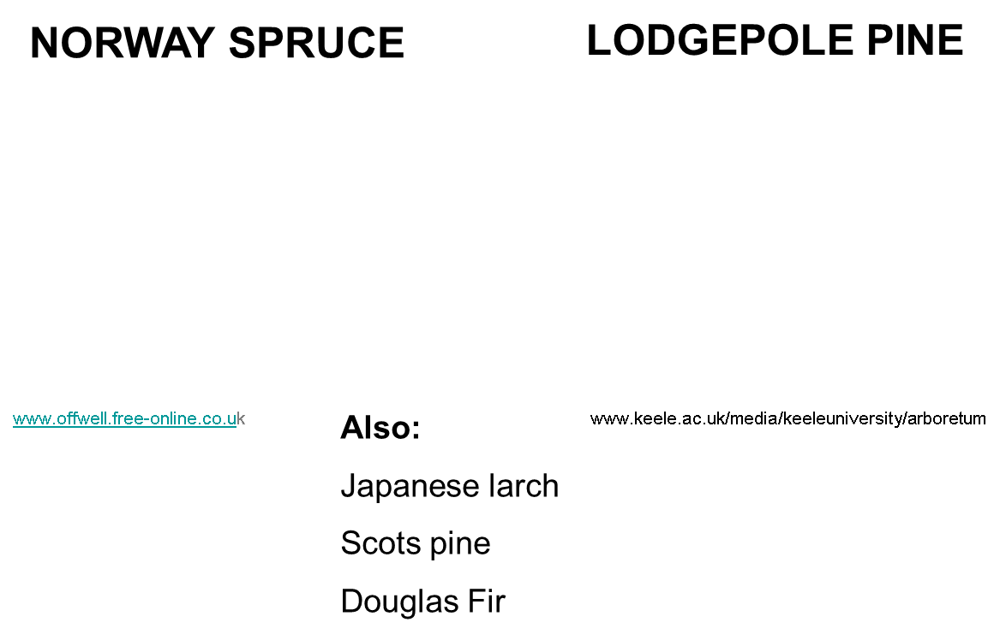 NORWAY SPRUCE
LODGEPOLE PINE
www.offwell.free-online.co.uk
www.keele.ac.uk/media/keeleuniversity/arboretum
Also:
Japanese larch
Scots pine
Douglas Fir